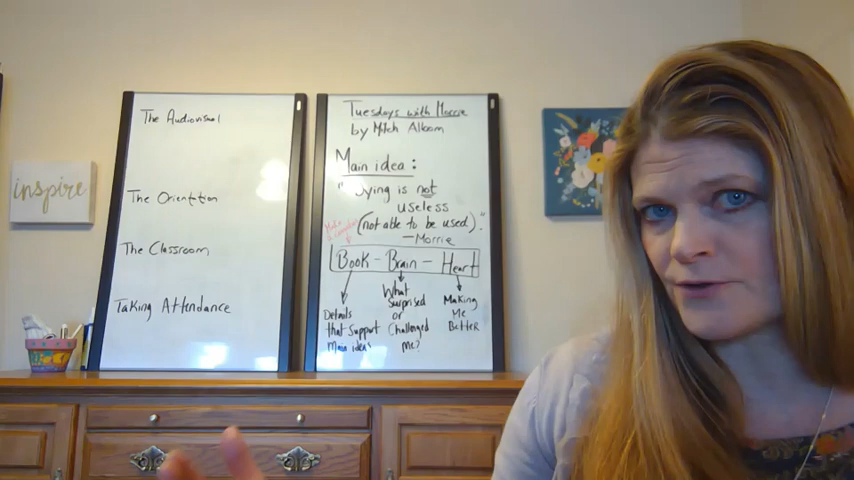 inspire
The Audiovisual
The Orientation
The Classroom
Taking Attendance
Tuesdays with Morrie
by Mitch Albom
Main idea:
" Dying is not
useless
(not able to be used)."
—Morrie
Book - Brain - Heart
Details
that support
Main idea
What
surprised
or
Challenged
me?
Making
Me
Better